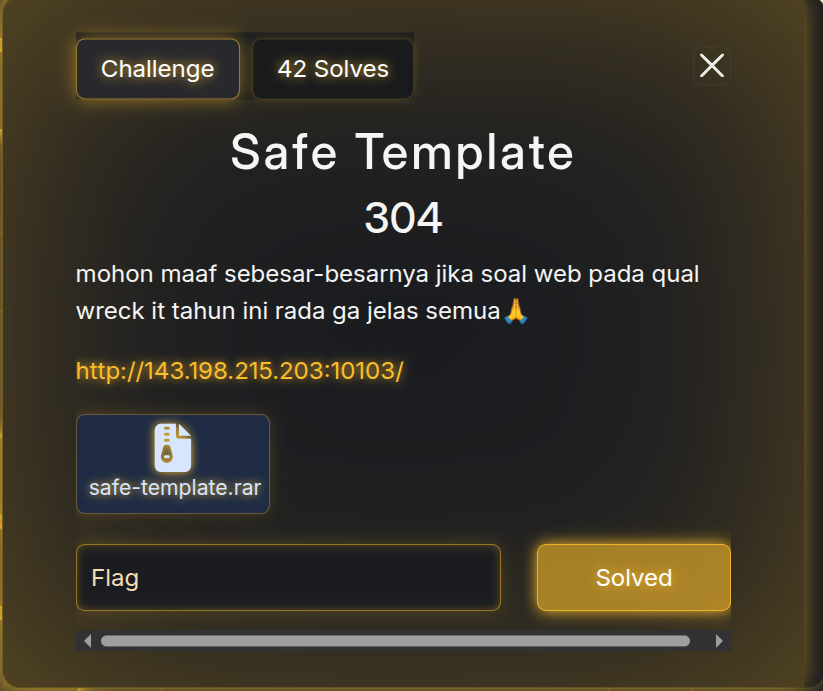 Challenge
42 Solves
Safe Template
304
mohon maaf sebesar-besarnya jika soal web pada qual
wreck it tahun ini rada ga jelas semua🙏
http://143.198.215.203:10103/
safe-template.rar
Flag
Solved